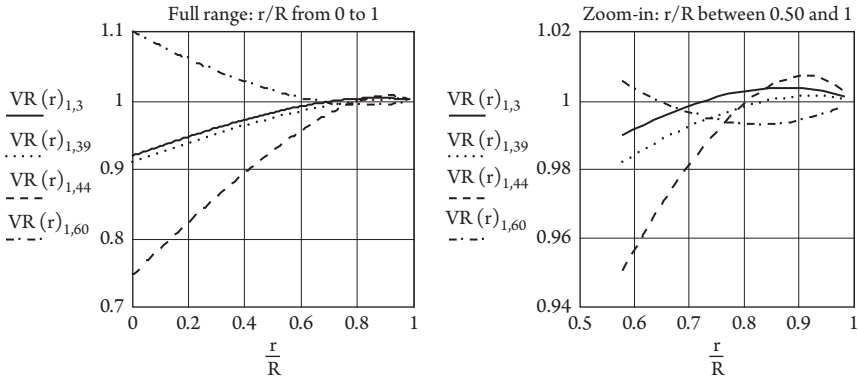 Full range: r/R from 0 to 1
1.1
1
0.9
0.8
0.7
VR (r)1,3
VR (r)1,39
VR (r)1,44
VR (r)1,60
0 0.2 0.4 0.6 0.8 1
r
R
Zoom-in: r/R between 0.50 and 1
1.02
1
0.98
0.96
0.94
VR (r)1,3
VR (r)1,39
VR (r)1,44
VR (r)1,60
0.5 0.6 0.7 0.8 0.9 1
r
R